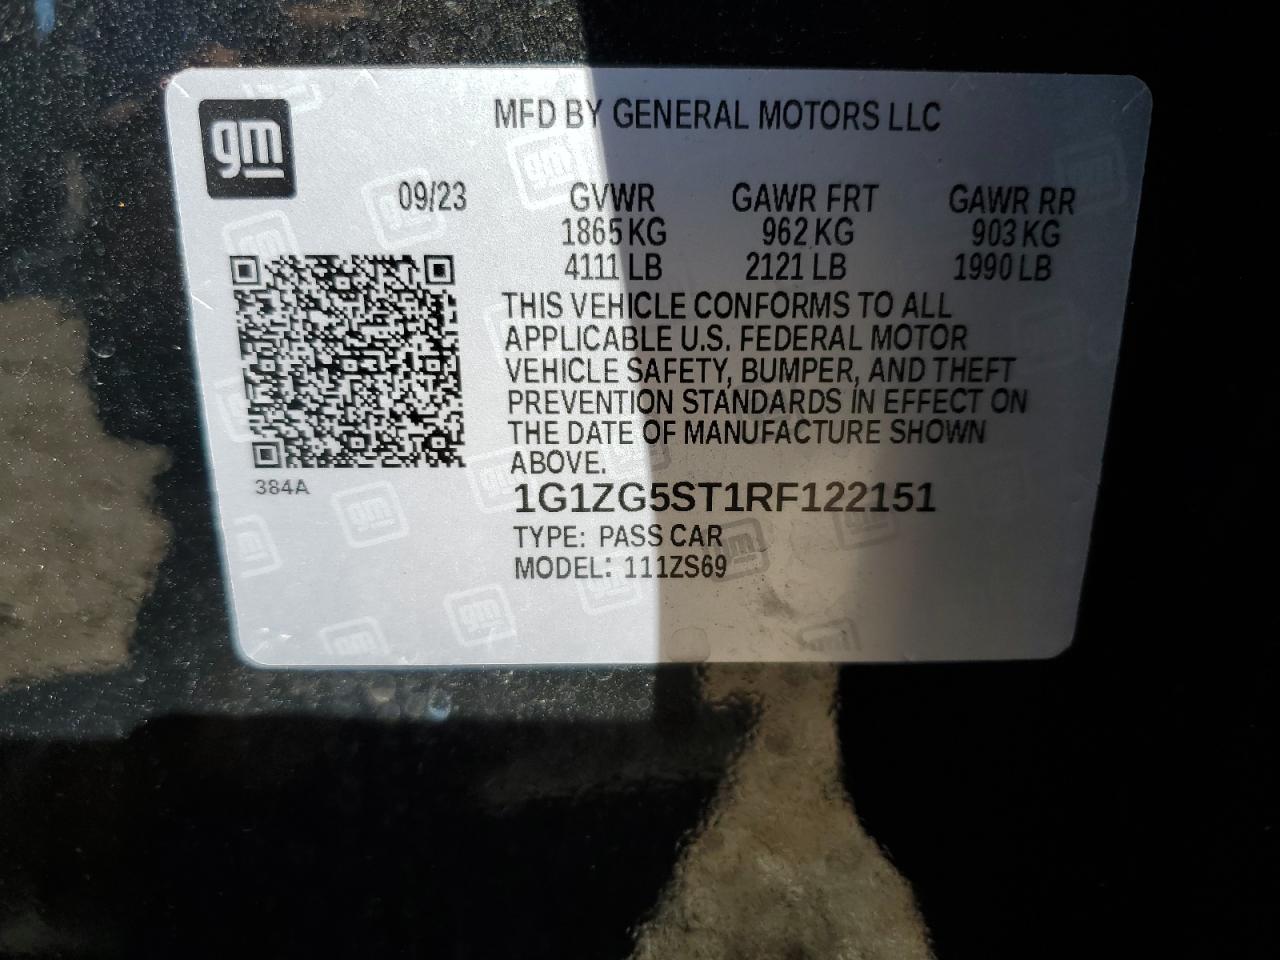 gm
MFD BY GENERAL MOTORS LLC
09/23 GVWR GAWR FRT GAWR RR
1865 KG 962 KG 903 KG
4111 LB 2121 LB 1990 LB
THIS VEHICLE CONFORMS TO ALL
APPLICABLE U.S. FEDERAL MOTOR
VEHICLE SAFETY, BUMPER, AND THEFT
PREVENTION STANDARDS IN EFFECT ON
THE DATE OF MANUFACTURE SHOWN
ABOVE.
384A
1G1ZG5ST1RF122151
TYPE: PASS CAR
MODEL: 111ZS69